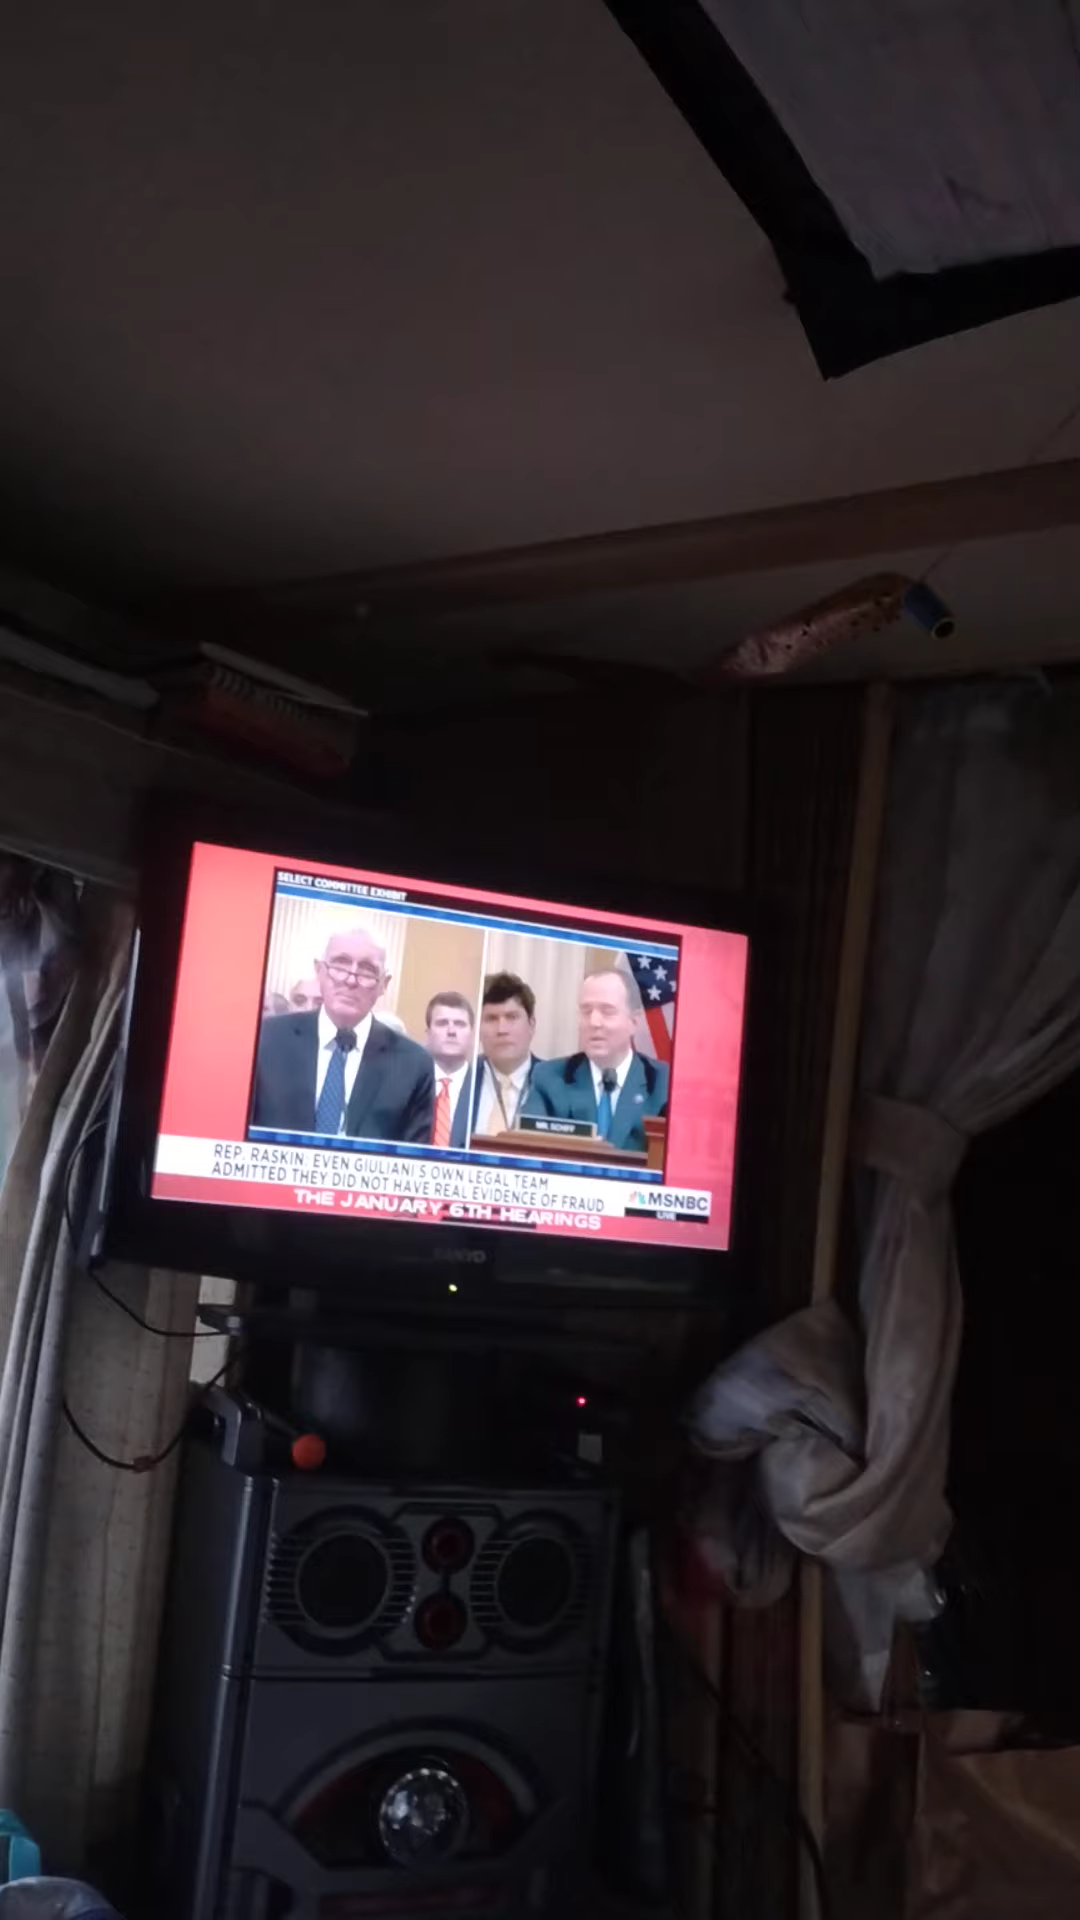 SELECT COMMITTEE EXHIBIT
MR. SCHIFF
REP. RASKIN: EVEN GIULIANI'S OWN LEGAL TEAM
ADMITTED THEY DID NOT HAVE REAL EVIDENCE OF FRAUD
MSNBC
LIVE
THE JANUARY 6TH HEARINGS
SANYO